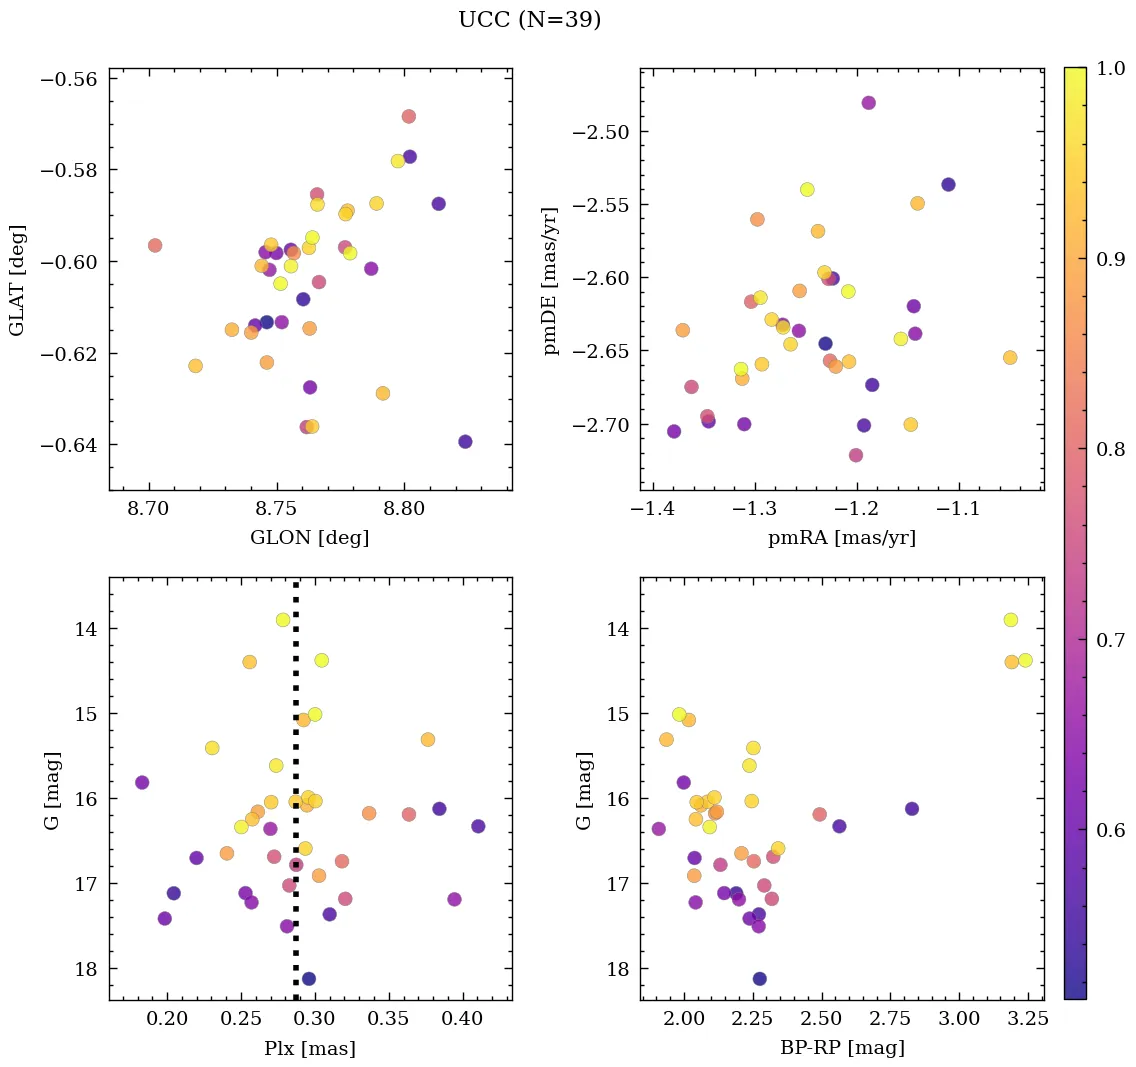 UCC (N=39)
−0.56
−0.58
−0.60
−0.62
−0.64
GLAT [deg]
8.70 8.75 8.80
GLON [deg]
−2.50
−2.55
−2.60
−2.65
−2.70
pmDE [mas/yr]
−1.4 −1.3 −1.2 −1.1
pmRA [mas/yr]
1.0
0.9
0.8
0.7
0.6
14
15
16
17
18
G [mag]
0.20 0.25 0.30 0.35 0.40
Plx [mas]
14
15
16
17
18
G [mag]
2.00 2.25 2.50 2.75 3.00 3.25
BP-RP [mag]